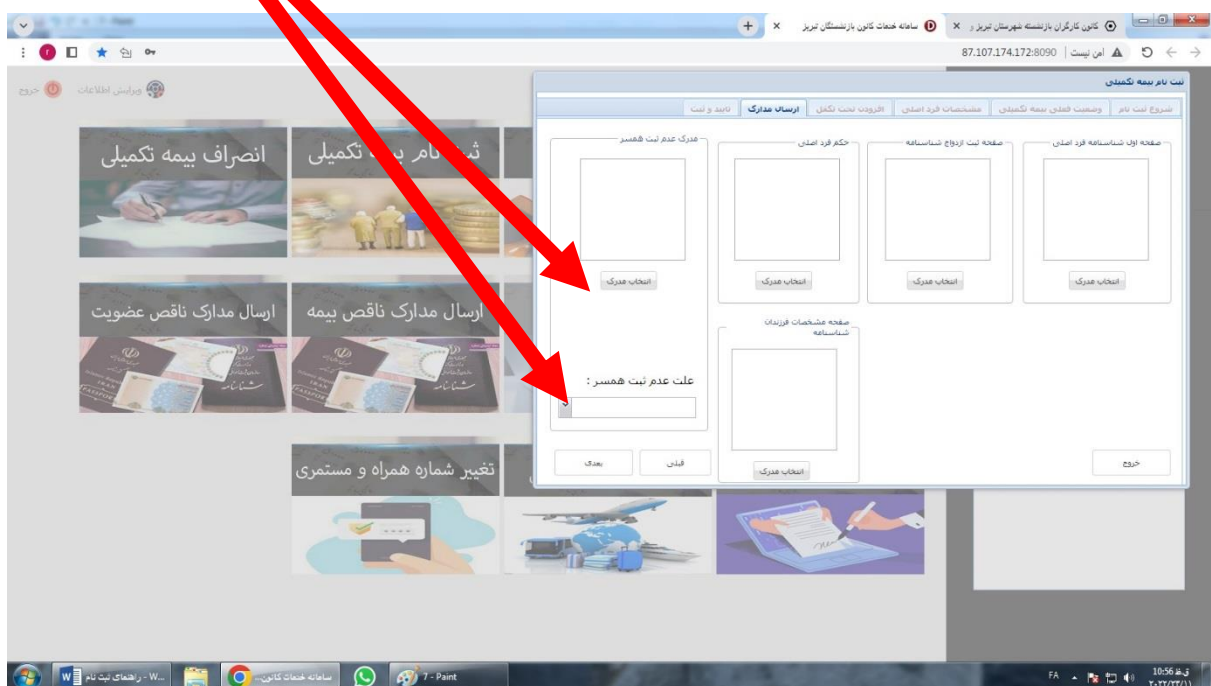 کانون کارگران بازنشسته شهرستان تبریز ر
سامانه خدمات کانون بازنشستگان تبریز
87.107.174.172:8090
امن نیست
ویرایش اطلاعات
خروج
ثبت نام بیمه تکمیلی
شروع ثبت نام
وضعیت فعلی بیمه تکمیلی
مشخصات فرد اصلی
افزودن تحت تکفل
ارسال مدارک
تایید و ثبت
صفحه اول شناسنامه فرد اصلی
صفحه ثبت ازدواج شناسنامه
حکم فرد اصلی
مدرک عدم ثبت همسر
انتخاب مدرک
انتخاب مدرک
انتخاب مدرک
انتخاب مدرک
صفحه مشخصات فرزندان
شناسنامه
علت عدم ثبت همسر :
انتخاب مدرک
خروج
قبلی
بعدی
انصراف بیمه تکمیلی
ارسال مدارک ناقص بیمه
ارسال مدارک ناقص عضویت
تغییر شماره همراه و مستمری
راهنمای ثبت نام - W...
سامانه خدمات کانون...
7 - Paint
FA
10:56 ق.ظ